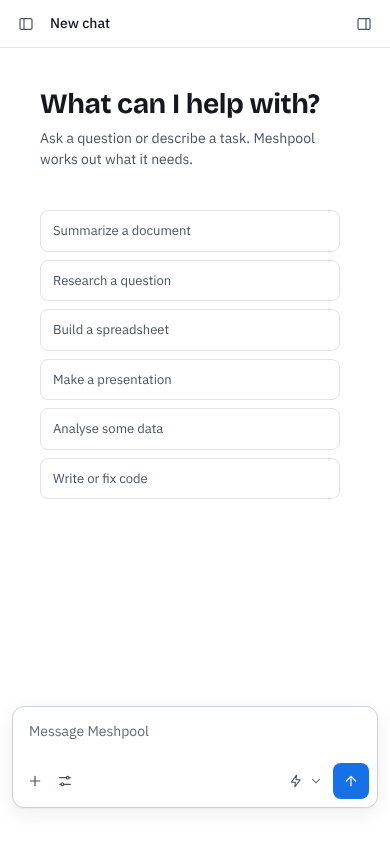 New chat
What can I help with?
Ask a question or describe a task. Meshpool
works out what it needs.
Summarize a document
Research a question
Build a spreadsheet
Make a presentation
Analyse some data
Write or fix code
Message Meshpool